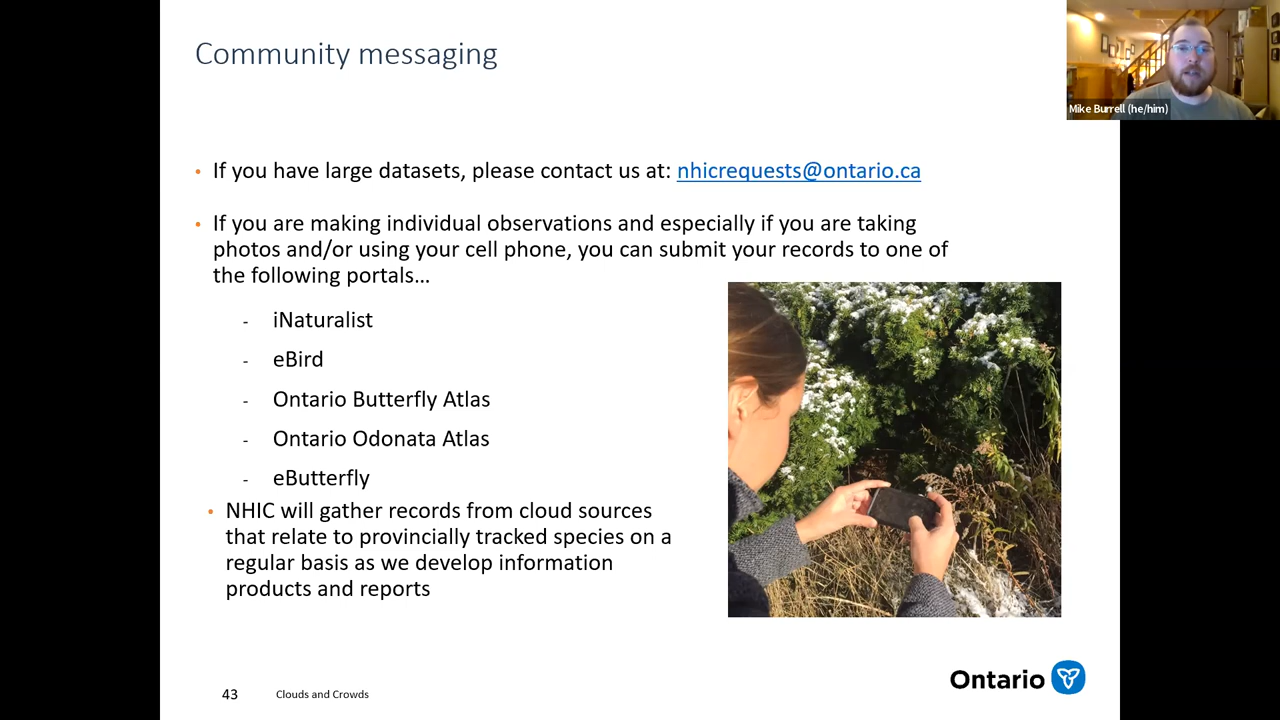 Community messaging
Mike Burrell (he/him)
• If you have large datasets, please contact us at: nhicrequests@ontario.ca
• If you are making individual observations and especially if you are taking
photos and/or using your cell phone, you can submit your records to one of
the following portals…
- iNaturalist
- eBird
- Ontario Butterfly Atlas
- Ontario Odonata Atlas
- eButterfly
• NHIC will gather records from cloud sources
that relate to provincially tracked species on a
regular basis as we develop information
products and reports
Ontario
43 Clouds and Crowds